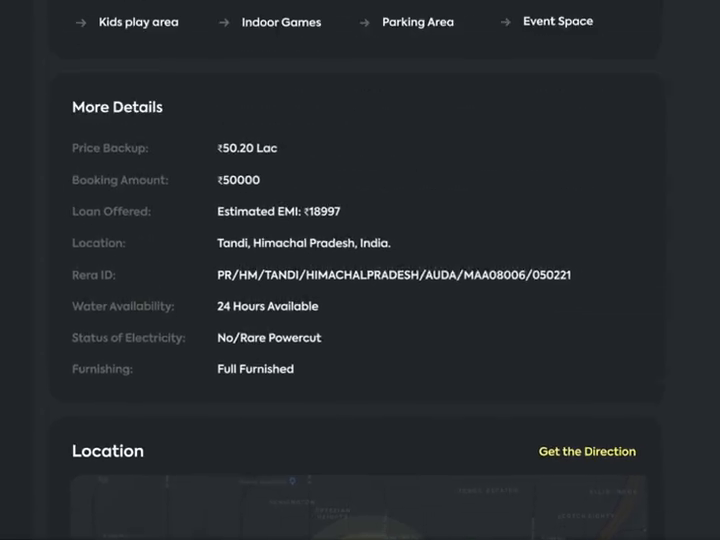 Kids play area Indoor Games Parking Area Event Space
More Details
Price Backup: ₹50.20 Lac
Booking Amount: ₹50000
Loan Offered: Estimated EMI: ₹18997
Location: Tandi, Himachal Pradesh, India.
Rera ID: PR/HM/TANDI/HIMACHALPRADESH/AUDA/MAA08006/050221
Water Availability: 24 Hours Available
Status of Electricity: No/Rare Powercut
Furnishing: Full Furnished
Location Get the Direction